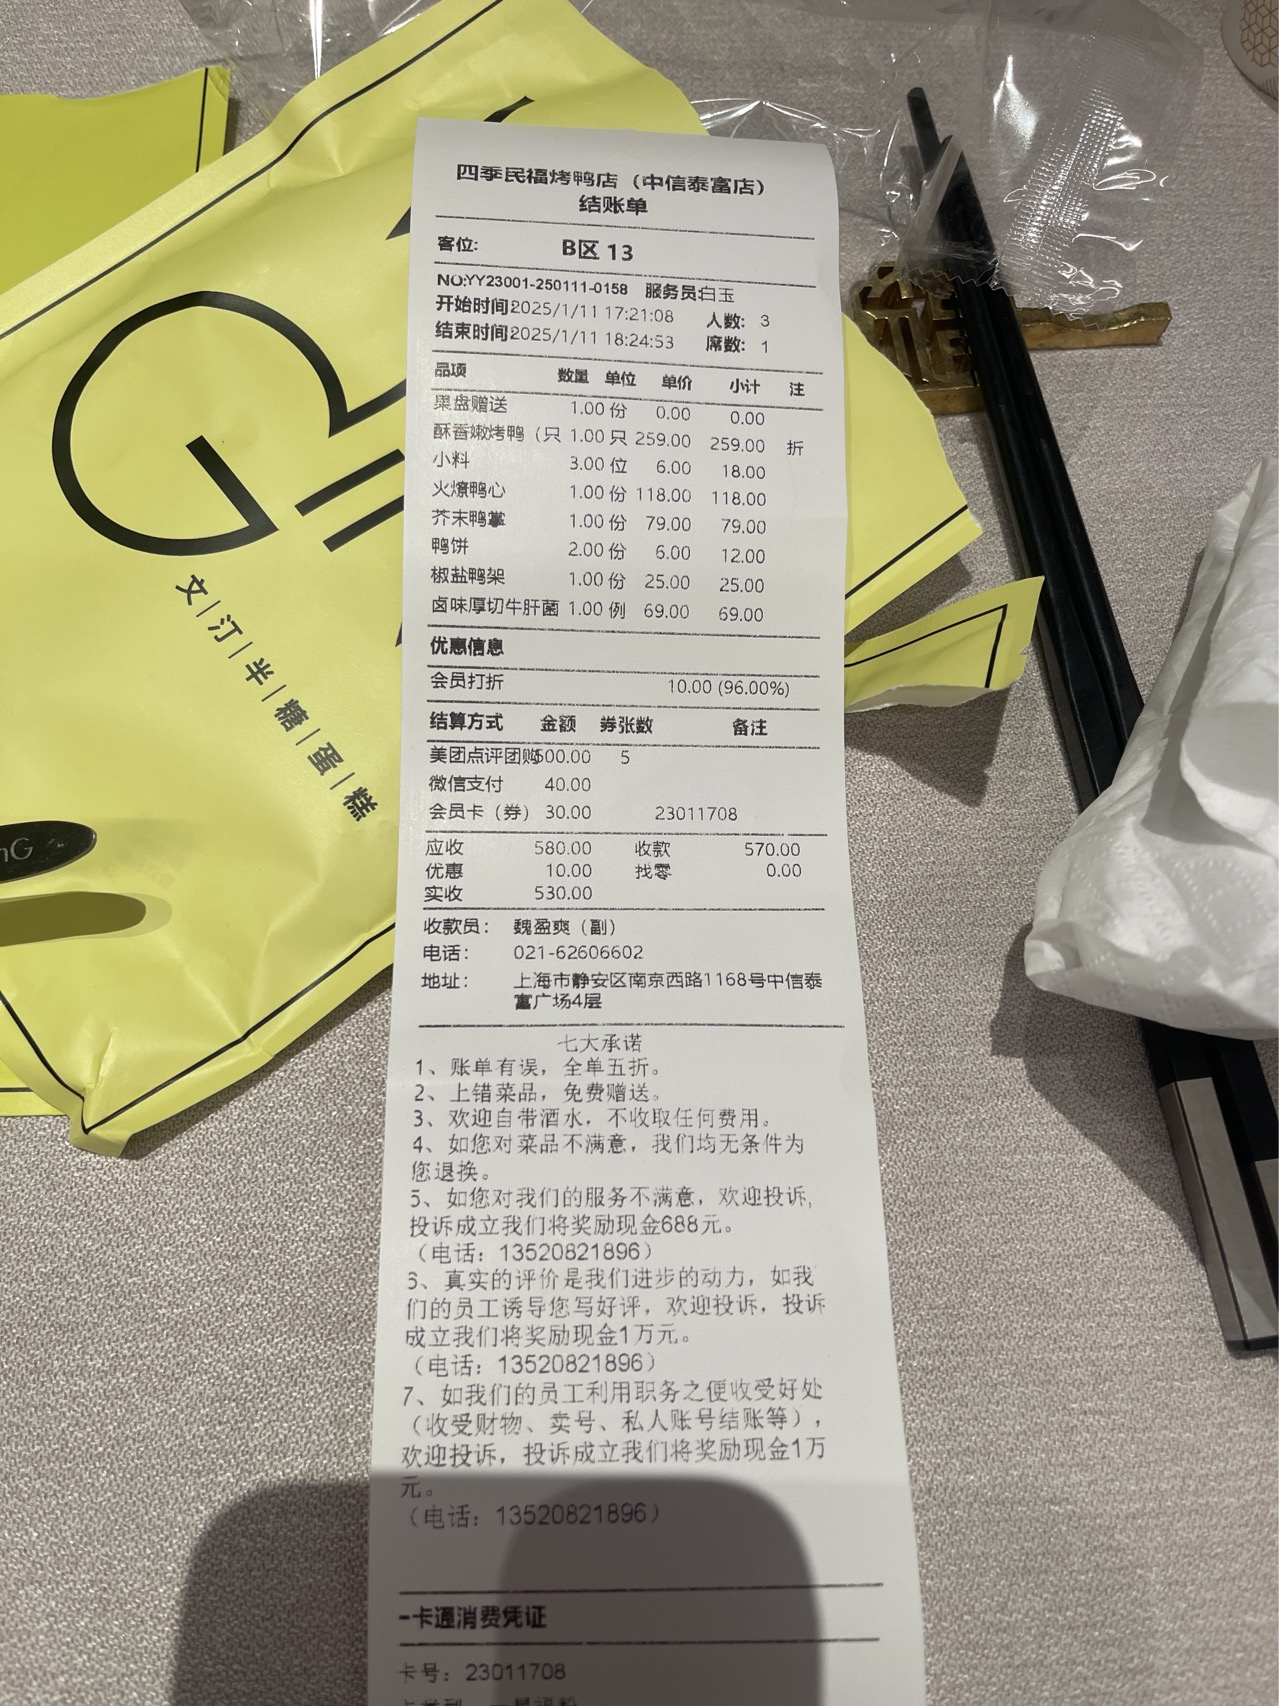 四季民福烤鸭店（中信泰富店）
结账单
客位: B区 13
NO:YY23001-250111-0158 服务员:白玉
开始时间:2025/1/11 17:21:08 人数: 3
结束时间:2025/1/11 18:24:53 席数: 1
品项 数量 单位 单价 小计 注
果盘赠送 1.00 份 0.00 0.00
酥香嫩烤鸭（只 1.00 只 259.00 259.00 折
小料 3.00 位 6.00 18.00
火燎鸭心 1.00 份 118.00 118.00
芥末鸭掌 1.00 份 79.00 79.00
鸭饼 2.00 份 6.00 12.00
椒盐鸭架 1.00 份 25.00 25.00
卤味厚切牛肝菌 1.00 例 69.00 69.00
优惠信息
会员打折 10.00 (96.00%)
结算方式 金额 券张数 备注
美团点评团购500.00 5
微信支付 40.00
会员卡（券） 30.00 23011708
应收 580.00 收款 570.00
优惠 10.00 找零 0.00
实收 530.00
收款员: 魏盈爽（副）
电话: 021-62606602
地址: 上海市静安区南京西路1168号中信泰
富广场4层
七大承诺
1、账单有误，全单五折。
2、上错菜品，免费赠送。
3、欢迎自带酒水，不收取任何费用。
4、如您对菜品不满意，我们均无条件为
您退换。
5、如您对我们的服务不满意，欢迎投诉,
投诉成立我们将奖励现金688元。
（电话：13520821896）
6、真实的评价是我们进步的动力，如我
们的员工诱导您写好评，欢迎投诉，投诉
成立我们将奖励现金1万元。
（电话：13520821896）
7、如我们的员工利用职务之便收受好处
（收受财物、卖号、私人账号结账等），
欢迎投诉，投诉成立我们将奖励现金1万
元。
（电话：13520821896）
一卡通消费凭证
卡号: 23011708
文|汀|半|糖|蛋|糕